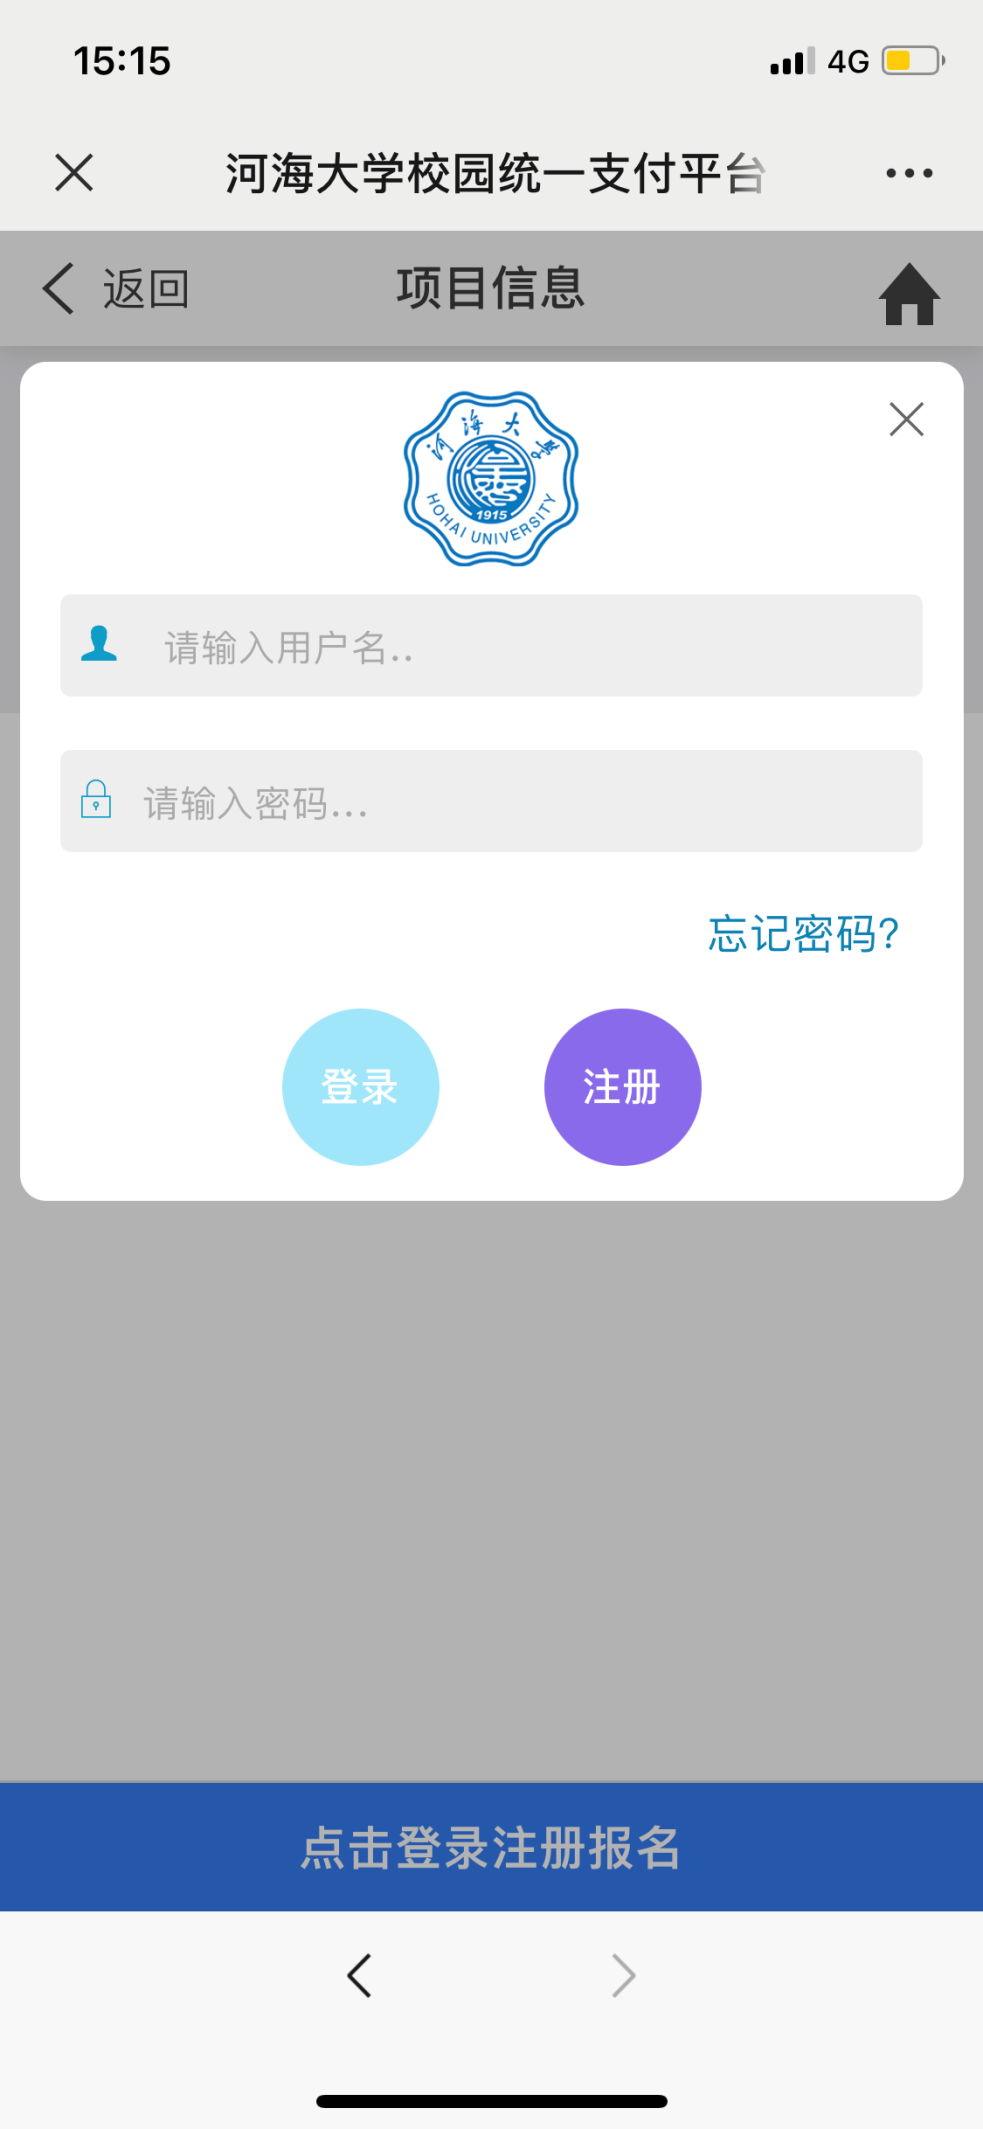 15:15
4G
河海大学校园统一支付平台
返回
项目信息
河海大学
1915
HOHAI UNIVERSITY
请输入用户名..
请输入密码...
忘记密码?
登录
注册
点击登录注册报名